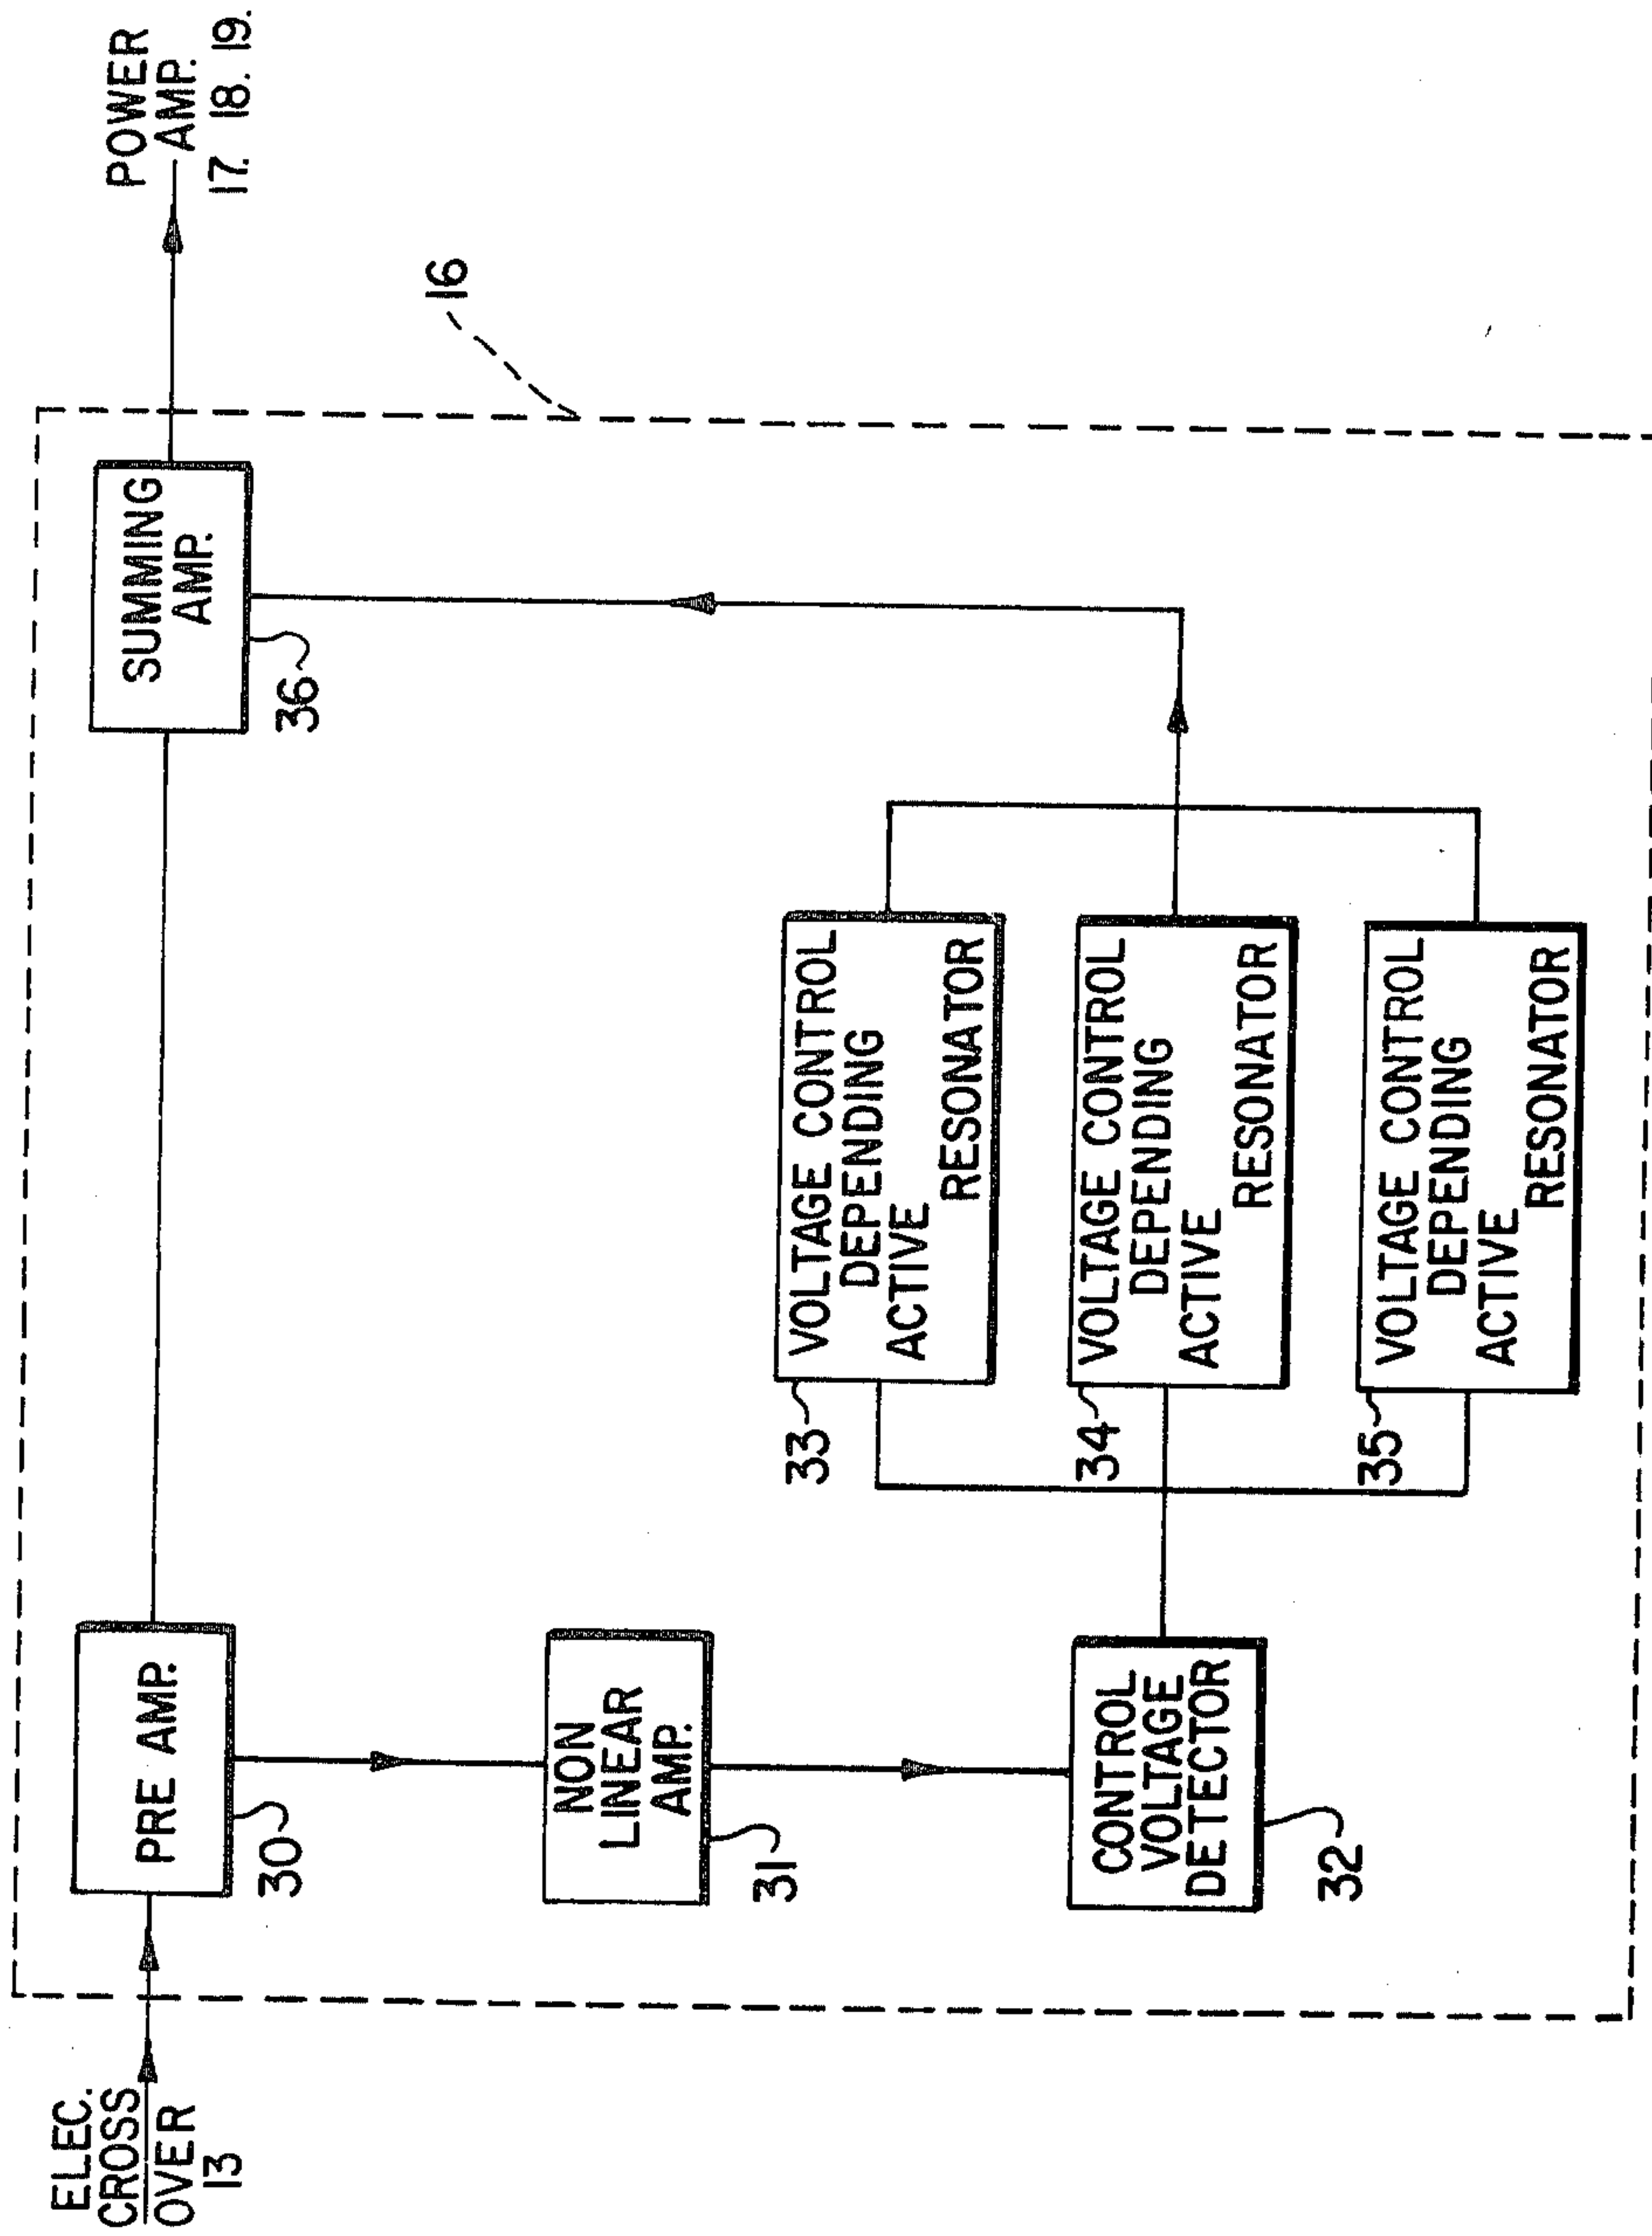 ELEC.
CROSS
OVER
13
PRE AMP.
30
NON
LINEAR
AMP.
31
CONTROL
VOLTAGE
DETECTOR
32
33
VOLTAGE CONTROL
DEPENDING
ACTIVE
RESONATOR
34
VOLTAGE CONTROL
DEPENDING
ACTIVE
RESONATOR
35
VOLTAGE CONTROL
DEPENDING
ACTIVE
RESONATOR
SUMMING
AMP.
36
16
POWER
AMP.
17. 18. 19.